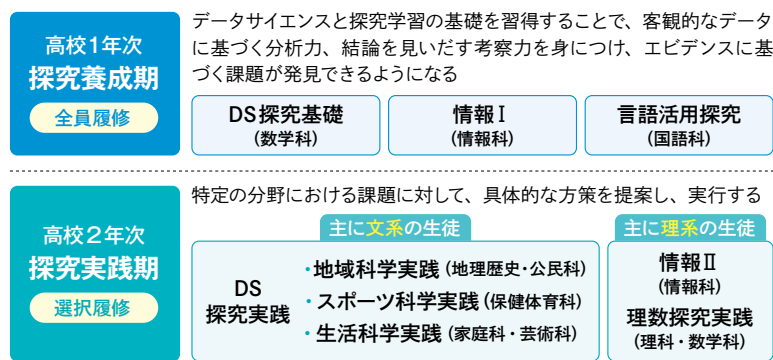 高校1年次
探究養成期
全員履修
データサイエンスと探究学習の基礎を習得することで、客観的なデータ
に基づく分析力、結論を見いだす考察力を身につけ、エビデンスに基
づく課題が発見できるようになる
DS探究基礎
(数学科)
情報Ⅰ
(情報科)
言語活用探究
(国語科)
高校2年次
探究実践期
選択履修
特定の分野における課題に対して、具体的な方策を提案し、実行する
主に文系の生徒
DS
探究実践
・地域科学実践(地理歴史・公民科)
・スポーツ科学実践(保健体育科)
・生活科学実践(家庭科・芸術科)
主に理系の生徒
情報Ⅱ
(情報科)
理数探究実践
(理科・数学科)